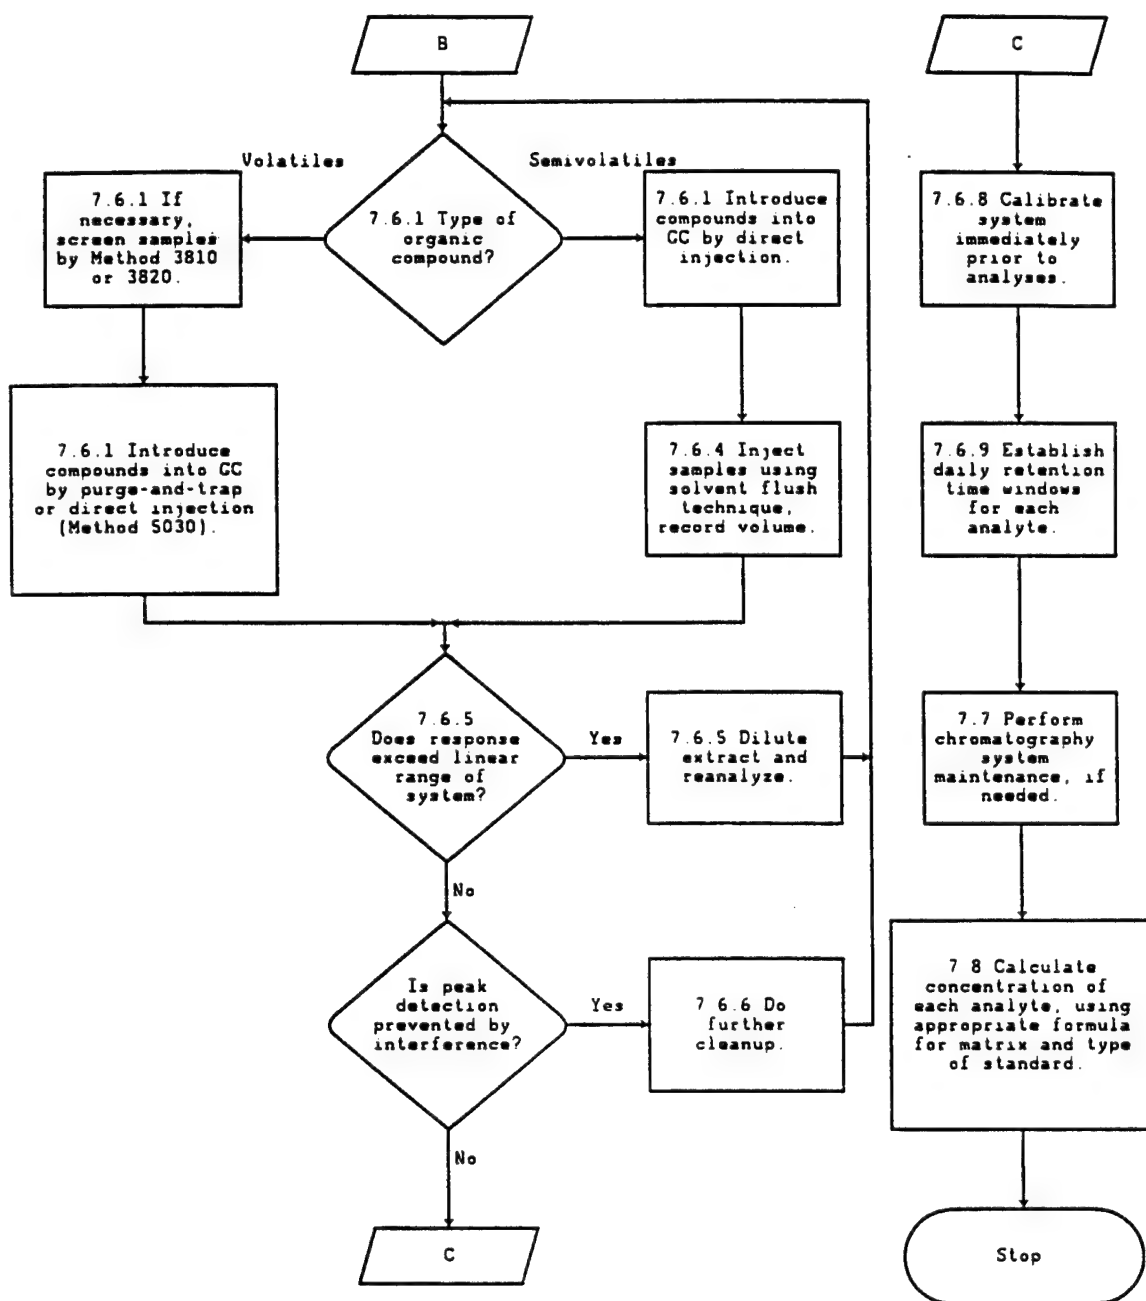 B
C
Volatiles
Semivolatiles
7.6.1 If
necessary,
screen samples
by Method 3810
or 3820.
7.6.1 Type of
organic
compound?
7.6.1 Introduce
compounds into
GC by direct
injection.
7.6.8 Calibrate
system
immediately
prior to
analyses.
7.6.1 Introduce
compounds into GC
by purge-and-trap
or direct injection
(Method 5030).
7.6.4 Inject
samples using
solvent flush
technique,
record volume.
7.6.9 Establish
daily retention
time windows
for each
analyte.
7.6.5
Does response
exceed linear
range of
system?
Yes
7.6.5 Dilute
extract and
reanalyze.
7.7 Perform
chromatography
system
maintenance, if
needed.
No
Is peak
detection
prevented by
interference?
Yes
7 6.6 Do
further
cleanup.
7 8 Calculate
concentration of
each analyte, using
appropriate formula
for matrix and type
of standard.
No
C
Stop